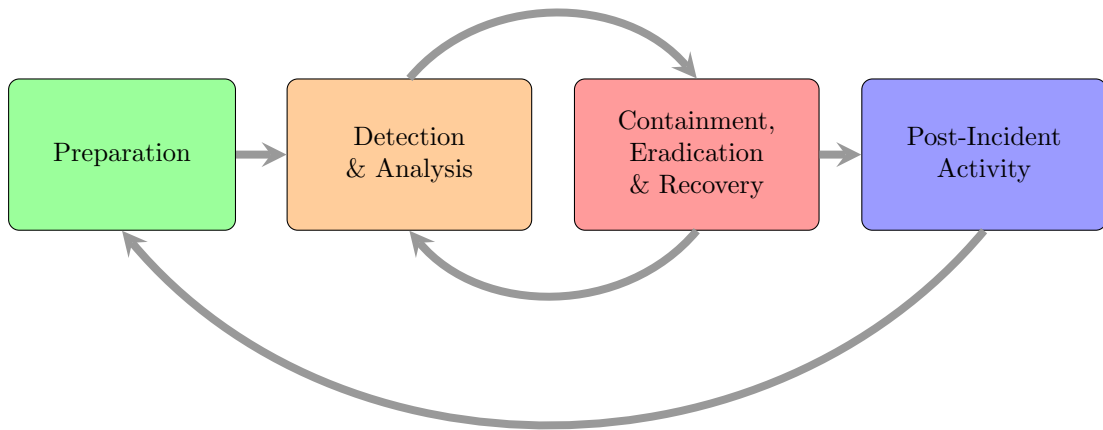 Preparation
Detection
& Analysis
Containment,
Eradication
& Recovery
Post-Incident
Activity